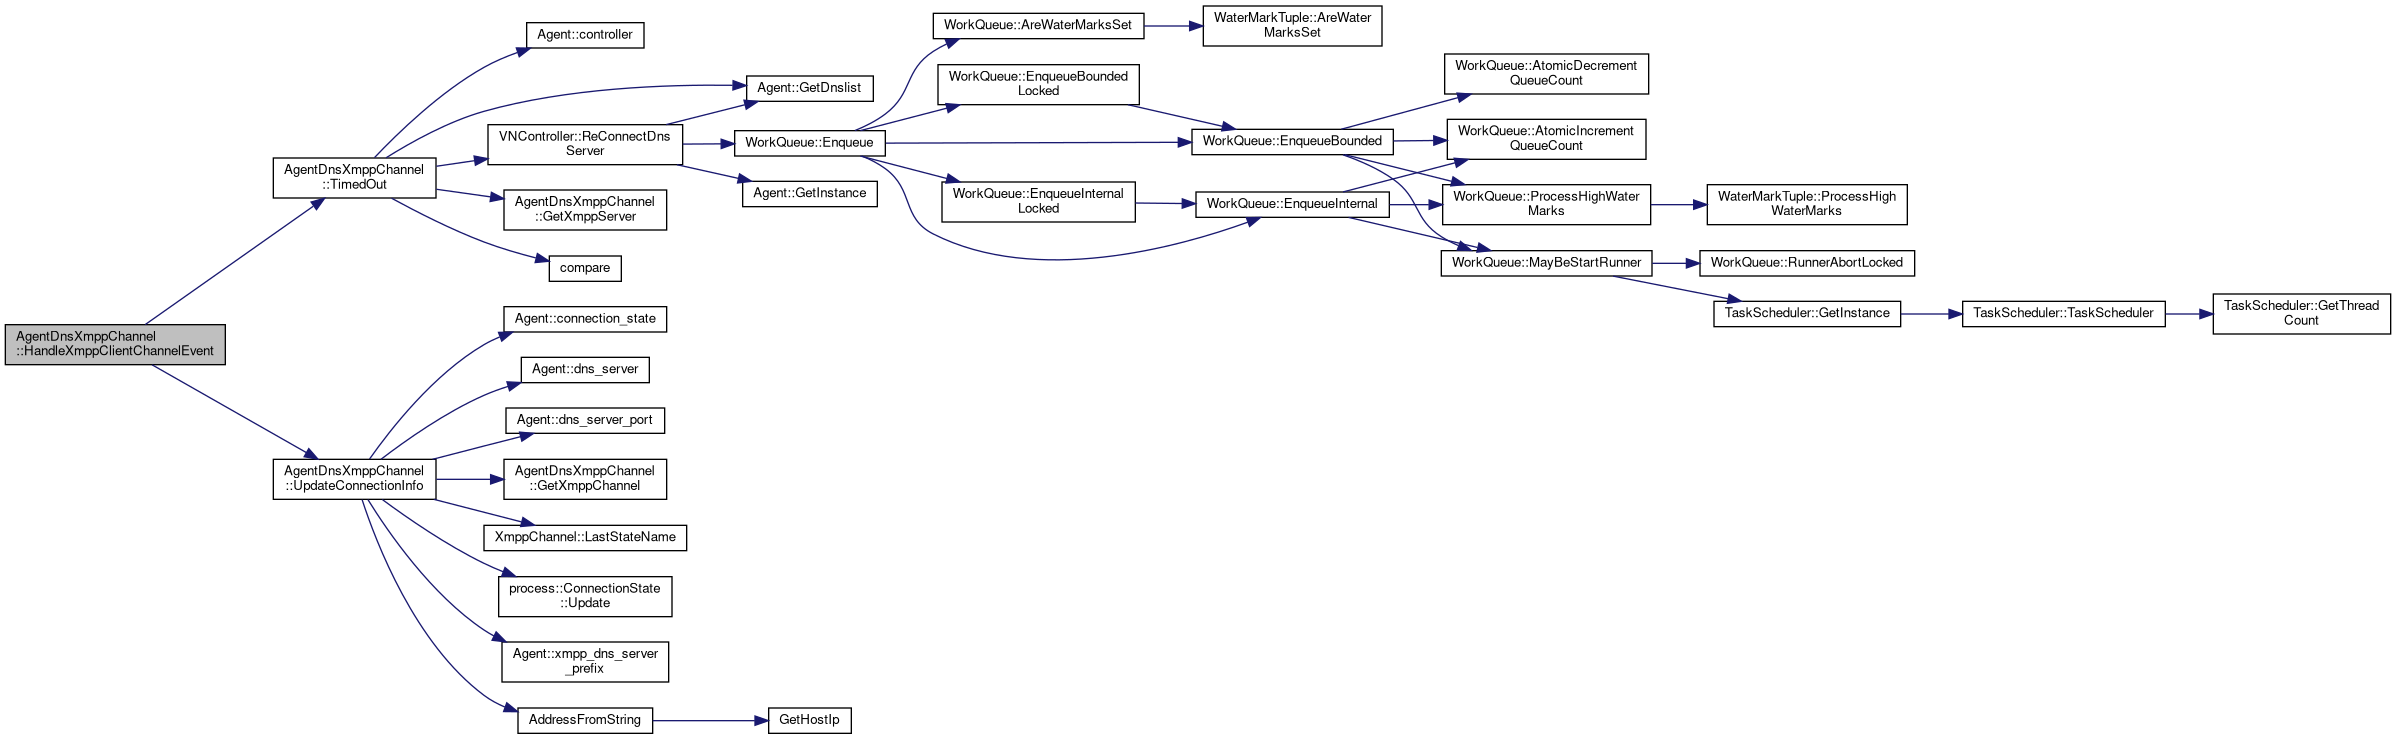 AgentDnsXmppChannel
::HandleXmppClientChannelEvent
AgentDnsXmppChannel
::TimedOut
Agent::controller
Agent::GetDnslist
VNController::ReConnectDns
Server
AgentDnsXmppChannel
::GetXmppServer
compare
WorkQueue::Enqueue
Agent::GetInstance
WorkQueue::AreWaterMarksSet
WaterMarkTuple::AreWater
MarksSet
WorkQueue::EnqueueBounded
Locked
WorkQueue::EnqueueBounded
WorkQueue::EnqueueInternal
Locked
WorkQueue::EnqueueInternal
WorkQueue::AtomicDecrement
QueueCount
WorkQueue::AtomicIncrement
QueueCount
WorkQueue::ProcessHighWater
Marks
WaterMarkTuple::ProcessHigh
WaterMarks
WorkQueue::MayBeStartRunner
WorkQueue::RunnerAbortLocked
TaskScheduler::GetInstance
TaskScheduler::TaskScheduler
TaskScheduler::GetThread
Count
AgentDnsXmppChannel
::UpdateConnectionInfo
Agent::connection_state
Agent::dns_server
Agent::dns_server_port
AgentDnsXmppChannel
::GetXmppChannel
XmppChannel::LastStateName
process::ConnectionState
::Update
Agent::xmpp_dns_server
_prefix
AddressFromString
GetHostIp